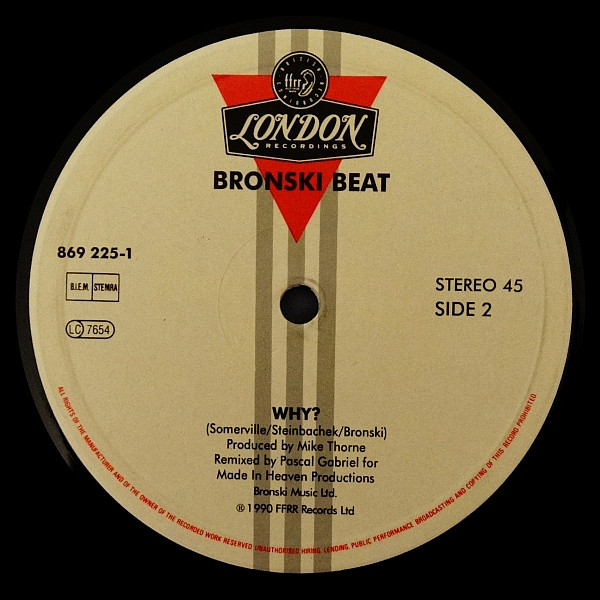 BRITISH
ffrr
RECORDINGS
LONDON
RECORDINGS
BRONSKI BEAT
869 225-1
B.I.E.M. STEMRA
LC 7654
STEREO 45
SIDE 2
WHY?
(Somerville/Steinbachek/Bronski)
Produced by Mike Thorne
Remixed by Pascal Gabriel for
Made In Heaven Productions
Bronski Music Ltd.
℗ 1990 FFRR Records Ltd
ALL RIGHTS OF THE MANUFACTURER AND OF THE OWNER OF THE RECORDED WORK RESERVED. UNAUTHORISED HIRING, LENDING, PUBLIC PERFORMANCE BROADCASTING AND COPYING OF THIS RECORD PROHIBITED.